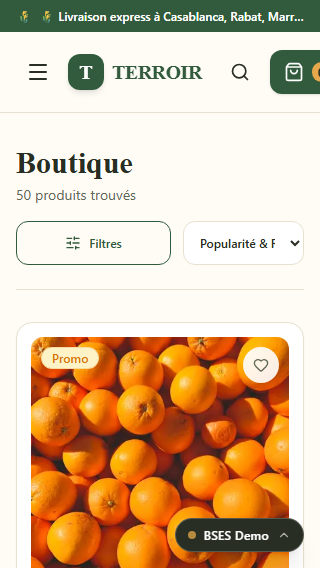 Livraison express à Casablanca, Rabat, Marr...
T TERROIR
Boutique
50 produits trouvés
Filtres
Popularité & F
Promo
BSES Demo